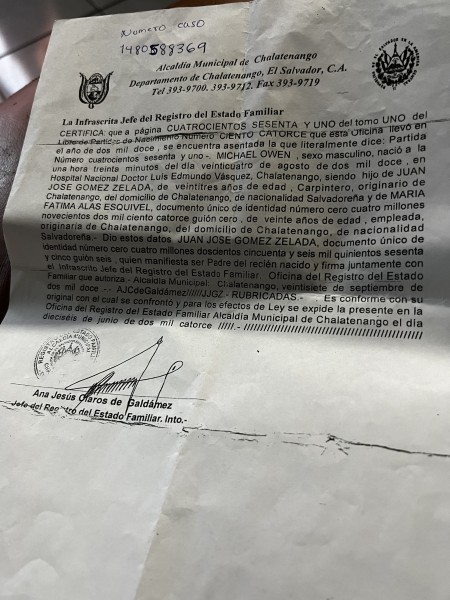 Numero caso
1480588369
Alcaldía Municipal de Chalatenango
Departamento de Chalatenango, El Salvador, C.A.
Tel 393-9700. 393-9712. Fax 393-9719
La Infrascrita Jefe del Registro del Estado Familiar
CERTIFICA: que a página CUATROCIENTOS SESENTA Y UNO del tomo UNO del
Libro de Partidas de Nacimiento Número CIENTO CATORCE que esta Oficina llevó en
el año de dos mil doce , se encuentra asentada la que literalmente dice: Partida
Número cuatrocientos sesenta y uno-. MICHAEL OWEN , sexo masculino, nació a la
una hora treinta minutos del día veinticuatro de agosto de dos mil doce , en
Hospital Nacional Doctor Luis Edmundo Vásquez, Chalatenango, siendo hijo de JUAN
JOSE GOMEZ ZELADA, de veintitres años de edad , Carpintero, originario de
Chalatenango, del domicilio de Chalatenango, de nacionalidad Salvadoreña y de MARIA
FATIMA ALAS ESQUIVEL, documento único de identidad número cero cuatro millones
novecientos dos mil ciento catorce guión cero , de veinte años de edad , empleada,
originaria de Chalatenango, del domicilio de Chalatenango, de nacionalidad
Salvadoreña.- Dio estos datos JUAN JOSE GOMEZ ZELADA, documento único de
identidad número cero cuatro millones doscientos cincuenta y seis mil quinientos sesenta
y cinco guión seis , quien manifiesta ser Padre del recién nacido y firma juntamente con
el Infrascrito Jefe del Registro del Estado Familiar. Oficina del Registro del Estado
Familiar que autoriza.- Alcaldía Municipal: Chalatenango, veintisiete de septiembre de
dos mil doce -.- AJCdeGaldámez//////JJGZ - RUBRICADAS.- Es conforme con su
original con el cual se confrontó y para los efectos de Ley se expide la presente en la
Oficina del Registro del Estado Familiar Alcaldía Municipal de Chalatenango el día
dieciséis de junio de dos mil catorce /////.- ////////////////////////////////////////////
Ana Jesús Claros de Galdámez
Jefe del Registro del Estado Familiar. Into.-